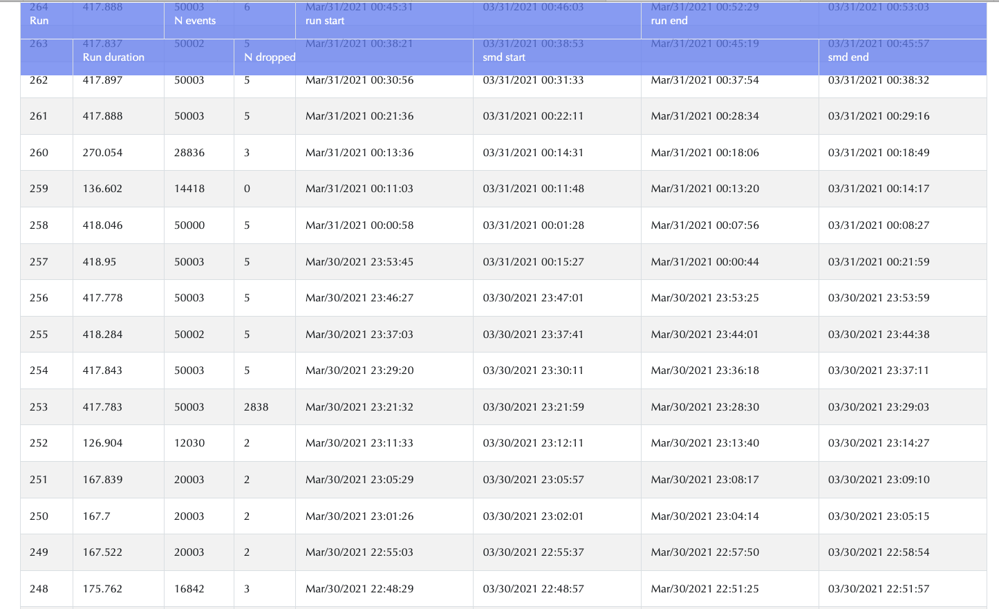 264 417.888 50003 6 Mar/31/2021 00:45:31 03/31/2021 00:46:03 Mar/31/2021 00:52:29 03/31/2021 00:53:03
Run N events run start run end
263 417.837 50002 5 Mar/31/2021 00:38:21 03/31/2021 00:38:53 Mar/31/2021 00:45:19 03/31/2021 00:45:57
Run duration N dropped smd start smd end
262 417.897 50003 5 Mar/31/2021 00:30:56 03/31/2021 00:31:33 Mar/31/2021 00:37:54 03/31/2021 00:38:32
261 417.888 50003 5 Mar/31/2021 00:21:36 03/31/2021 00:22:11 Mar/31/2021 00:28:34 03/31/2021 00:29:16
260 270.054 28836 3 Mar/31/2021 00:13:36 03/31/2021 00:14:31 Mar/31/2021 00:18:06 03/31/2021 00:18:49
259 136.602 14418 0 Mar/31/2021 00:11:03 03/31/2021 00:11:48 Mar/31/2021 00:13:20 03/31/2021 00:14:17
258 418.046 50000 5 Mar/31/2021 00:00:58 03/31/2021 00:01:28 Mar/31/2021 00:07:56 03/31/2021 00:08:27
257 418.95 50003 5 Mar/30/2021 23:53:45 03/31/2021 00:15:27 Mar/31/2021 00:00:44 03/31/2021 00:21:59
256 417.778 50003 5 Mar/30/2021 23:46:27 03/30/2021 23:47:01 Mar/30/2021 23:53:25 03/30/2021 23:53:59
255 418.284 50002 5 Mar/30/2021 23:37:03 03/30/2021 23:37:41 Mar/30/2021 23:44:01 03/30/2021 23:44:38
254 417.843 50003 5 Mar/30/2021 23:29:20 03/30/2021 23:30:11 Mar/30/2021 23:36:18 03/30/2021 23:37:11
253 417.783 50003 2838 Mar/30/2021 23:21:32 03/30/2021 23:21:59 Mar/30/2021 23:28:30 03/30/2021 23:29:03
252 126.904 12030 2 Mar/30/2021 23:11:33 03/30/2021 23:12:11 Mar/30/2021 23:13:40 03/30/2021 23:14:27
251 167.839 20003 2 Mar/30/2021 23:05:29 03/30/2021 23:05:57 Mar/30/2021 23:08:17 03/30/2021 23:09:10
250 167.7 20003 2 Mar/30/2021 23:01:26 03/30/2021 23:02:01 Mar/30/2021 23:04:14 03/30/2021 23:05:15
249 167.522 20003 2 Mar/30/2021 22:55:03 03/30/2021 22:55:37 Mar/30/2021 22:57:50 03/30/2021 22:58:54
248 175.762 16842 3 Mar/30/2021 22:48:29 03/30/2021 22:48:57 Mar/30/2021 22:51:25 03/30/2021 22:51:57